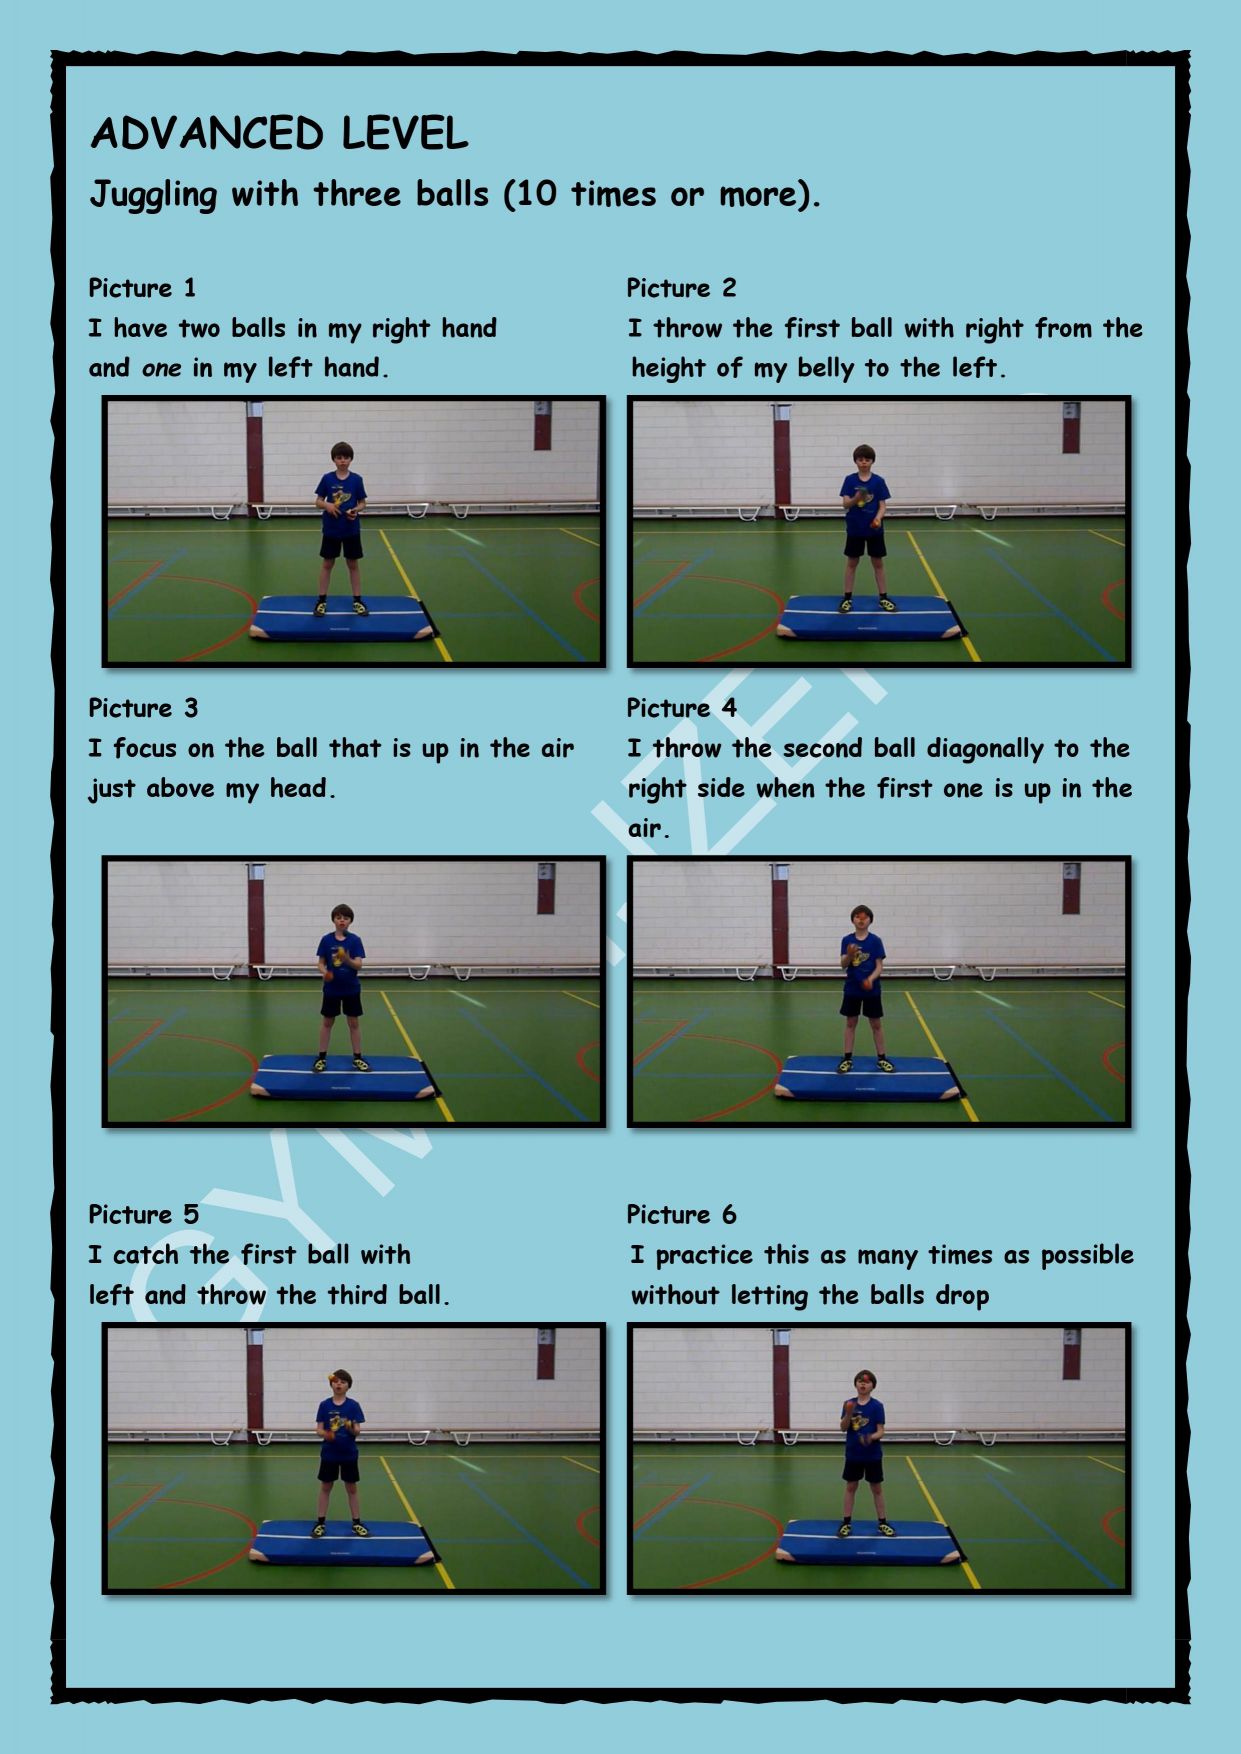 ADVANCED LEVEL
Juggling with three balls (10 times or more).
Picture 1
I have two balls in my right hand
and one in my left hand.
Picture 2
I throw the first ball with right from the
height of my belly to the left.
Picture 3
I focus on the ball that is up in the air
just above my head.
Picture 4
I throw the second ball diagonally to the
right side when the first one is up in the
air.
Picture 5
I catch the first ball with
left and throw the third ball.
Picture 6
I practice this as many times as possible
without letting the balls drop